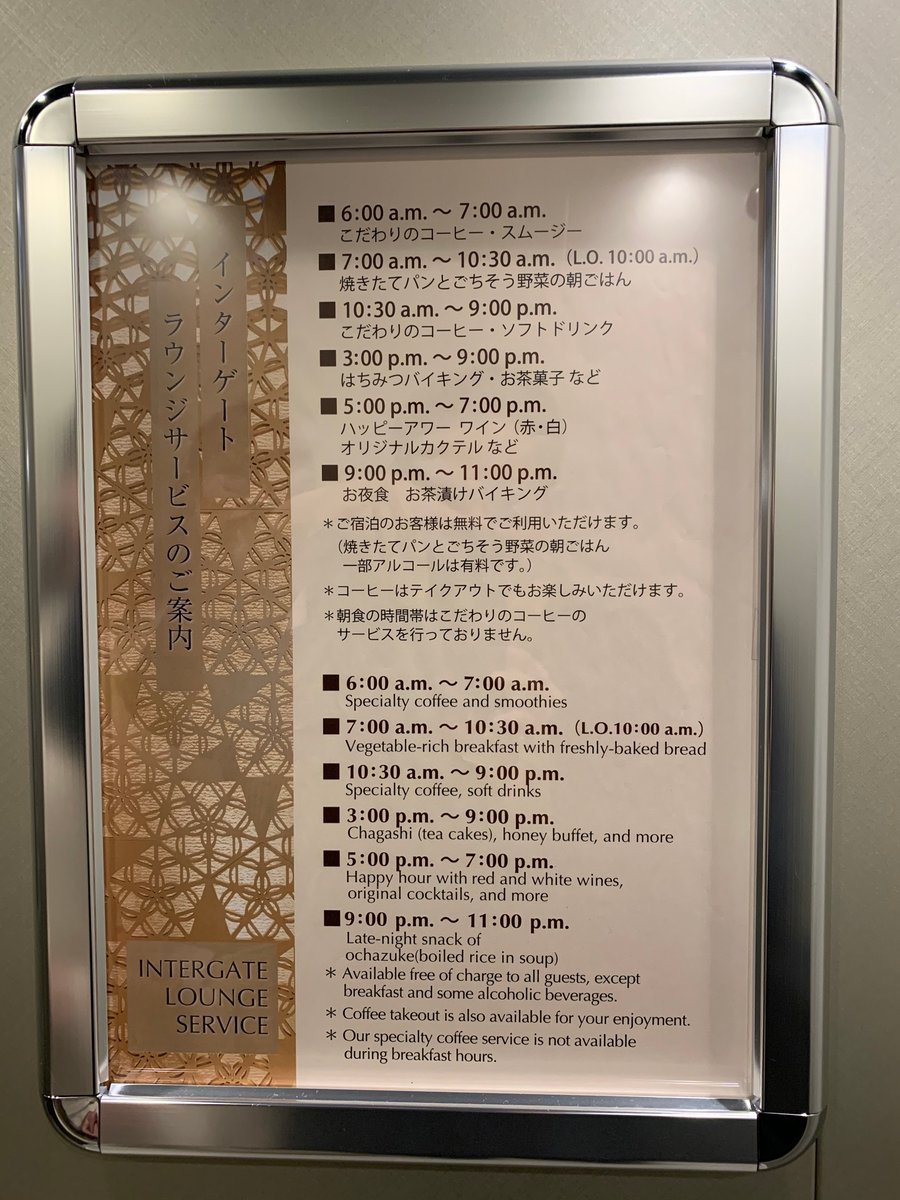 インターゲート
ラウンジサービスのご案内
■ 6:00 a.m. ～ 7:00 a.m.
こだわりのコーヒー・スムージー
■ 7:00 a.m. ～ 10:30 a.m.（L.O. 10:00 a.m.）
焼きたてパンとごちそう野菜の朝ごはん
■ 10:30 a.m. ～ 9:00 p.m.
こだわりのコーヒー・ソフトドリンク
■ 3:00 p.m. ～ 9:00 p.m.
はちみつバイキング・お茶菓子 など
■ 5:00 p.m. ～ 7:00 p.m.
ハッピーアワー ワイン（赤・白）
オリジナルカクテル など
■ 9:00 p.m. ～ 11:00 p.m.
お夜食　お茶漬けバイキング
＊ご宿泊のお客様は無料でご利用いただけます。
（焼きたてパンとごちそう野菜の朝ごはん
一部アルコールは有料です。）
＊コーヒーはテイクアウトでもお楽しみいただけます。
＊朝食の時間帯はこだわりのコーヒーの
サービスを行っておりません。
■ 6:00 a.m. ～ 7:00 a.m.
Specialty coffee and smoothies
■ 7:00 a.m. ～ 10:30 a.m.（L.O.10:00 a.m.）
Vegetable-rich breakfast with freshly-baked bread
■ 10:30 a.m. ～ 9:00 p.m.
Specialty coffee, soft drinks
■ 3:00 p.m. ～ 9:00 p.m.
Chagashi (tea cakes), honey buffet, and more
■ 5:00 p.m. ～ 7:00 p.m.
Happy hour with red and white wines,
original cocktails, and more
■ 9:00 p.m. ～ 11:00 p.m.
Late-night snack of
ochazuke(boiled rice in soup)
＊ Available free of charge to all guests, except
breakfast and some alcoholic beverages.
＊ Coffee takeout is also available for your enjoyment.
＊ Our specialty coffee service is not available
during breakfast hours.
INTERGATE
LOUNGE
SERVICE